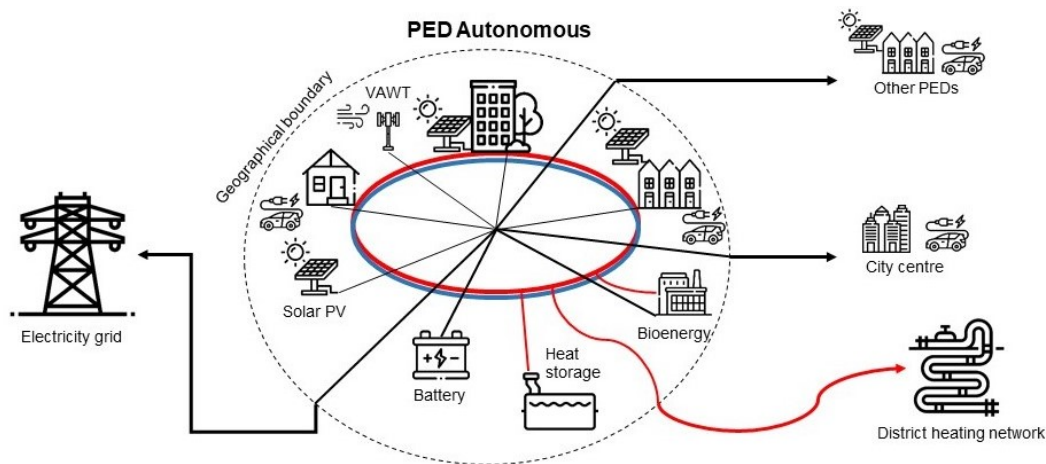 PED Autonomous
Other PEDs
VAWT
Geographical boundary
City centre
Solar PV
Electricity grid
Bioenergy
Heat
storage
Battery
District heating network